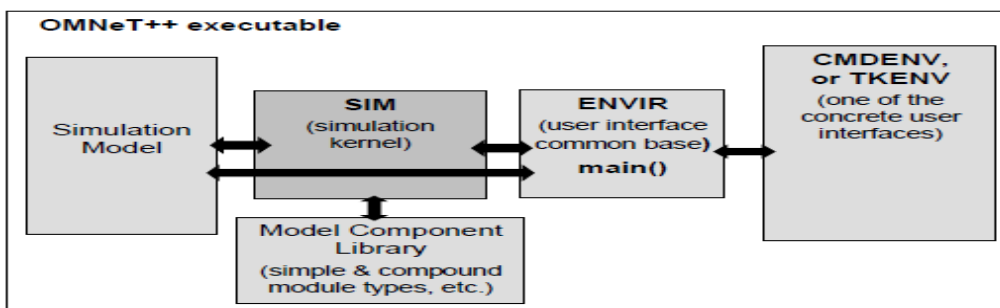 OMNeT++ executable
Simulation
Model
SIM
(simulation
kernel)
Model Component
Library
(simple & compound
module types, etc.)
ENVIR
(user interface
common base)
main()
CMDENV,
or TKENV
(one of the
concrete user
interfaces)